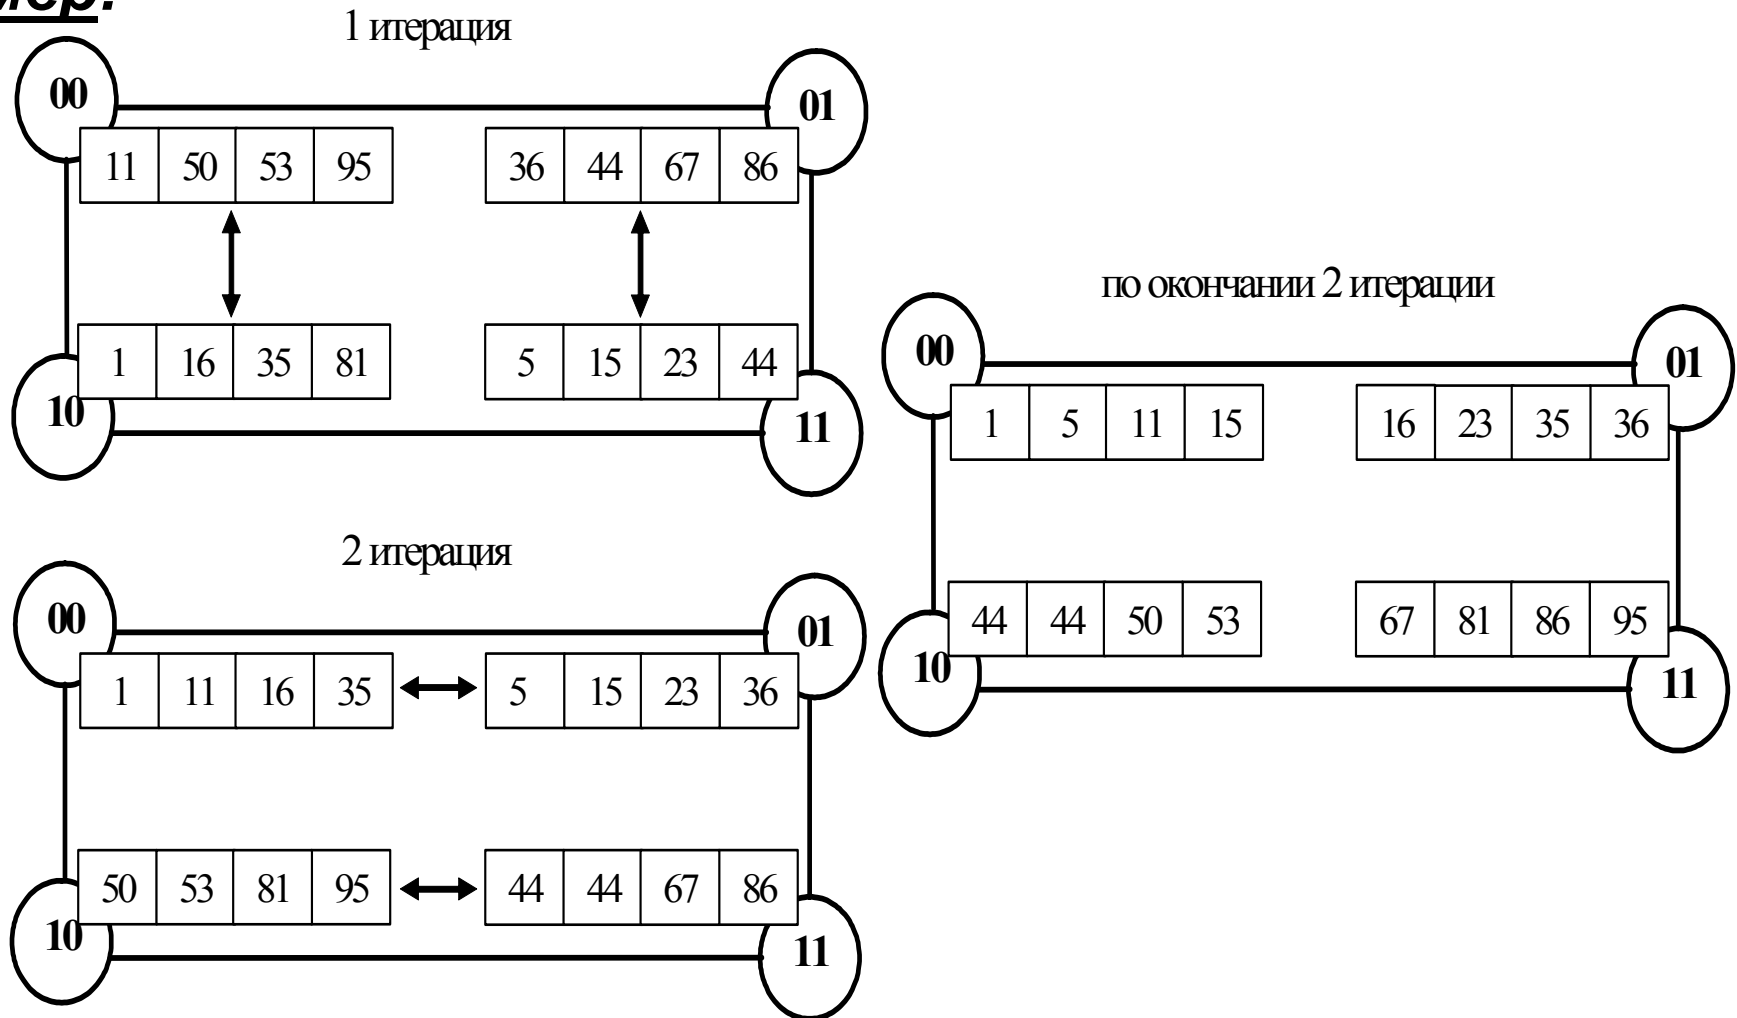 мер:
1 итерация
00 01
11 50 53 95 36 44 67 86
1 16 35 81 5 15 23 44
10 11
2 итерация
00 01
1 11 16 35 5 15 23 36
50 53 81 95 44 44 67 86
10 11
по окончании 2 итерации
00 01
1 5 11 15 16 23 35 36
44 44 50 53 67 81 86 95
10 11